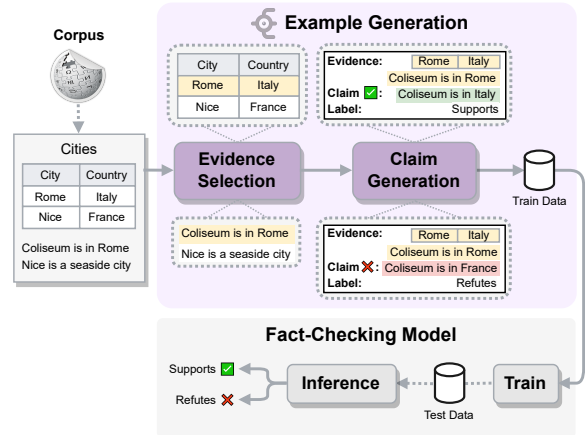 Example Generation
Corpus
Cities
City Country
Rome Italy
Nice France
Coliseum is in Rome
Nice is a seaside city
City Country
Rome Italy
Nice France
Evidence Selection
Coliseum is in Rome
Nice is a seaside city
Evidence: Rome Italy
Coliseum is in Rome
Claim ✅: Coliseum is in Italy
Label: Supports
Claim Generation
Evidence: Rome Italy
Coliseum is in Rome
Claim ❌: Coliseum is in France
Label: Refutes
Train Data
Fact-Checking Model
Supports ✅
Refutes ❌
Inference
Test Data
Train